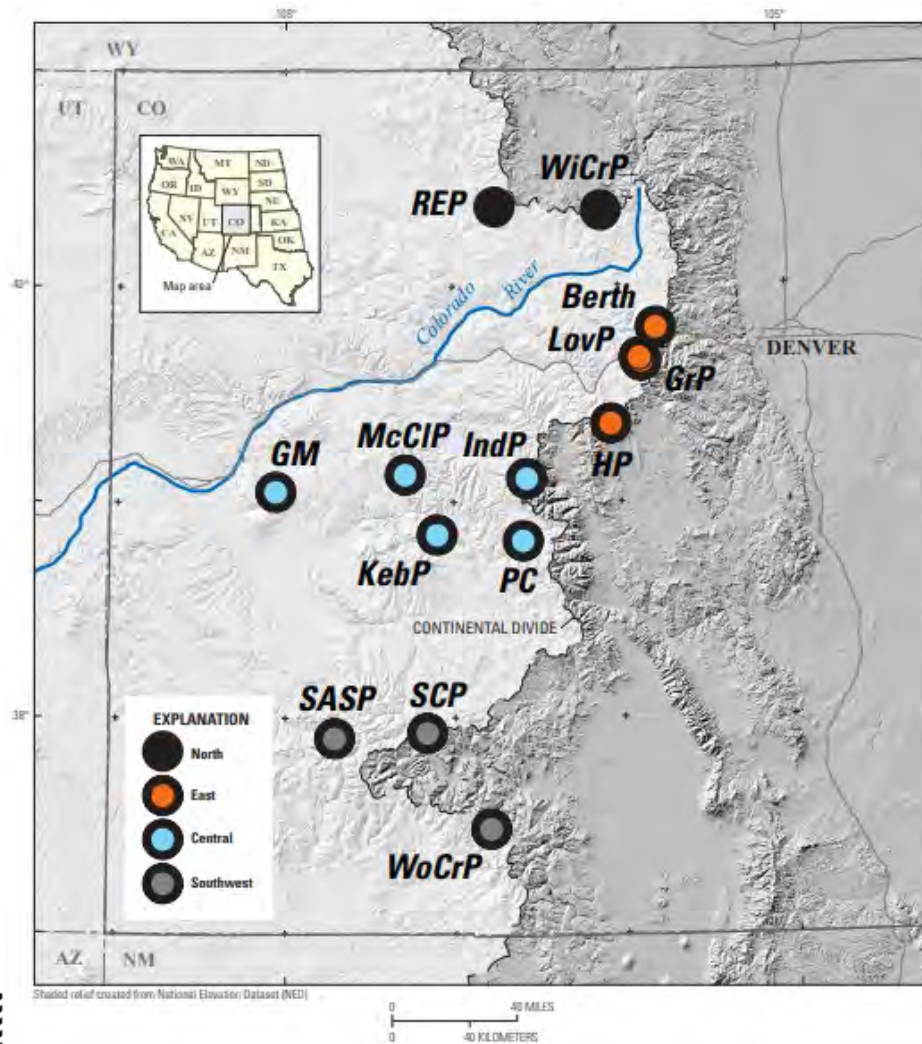 108°
105°
WY
UT
CO
WA
MT
ND
OR
ID
SD
WY
NE
NV
UT
CO
KA
CA
AZ
NM
OK
TX
Map area
REP
WiCrP
Colorado
River
Berth
LovP
GrP
DENVER
HP
GM
McClP
IndP
KebP
PC
CONTINENTAL DIVIDE
38°
SASP
SCP
WoCrP
EXPLANATION
North
East
Central
Southwest
AZ
NM
Shaded relief created from National Elevation Dataset (NED)
0
40 MILES
0
40 KILOMETERS